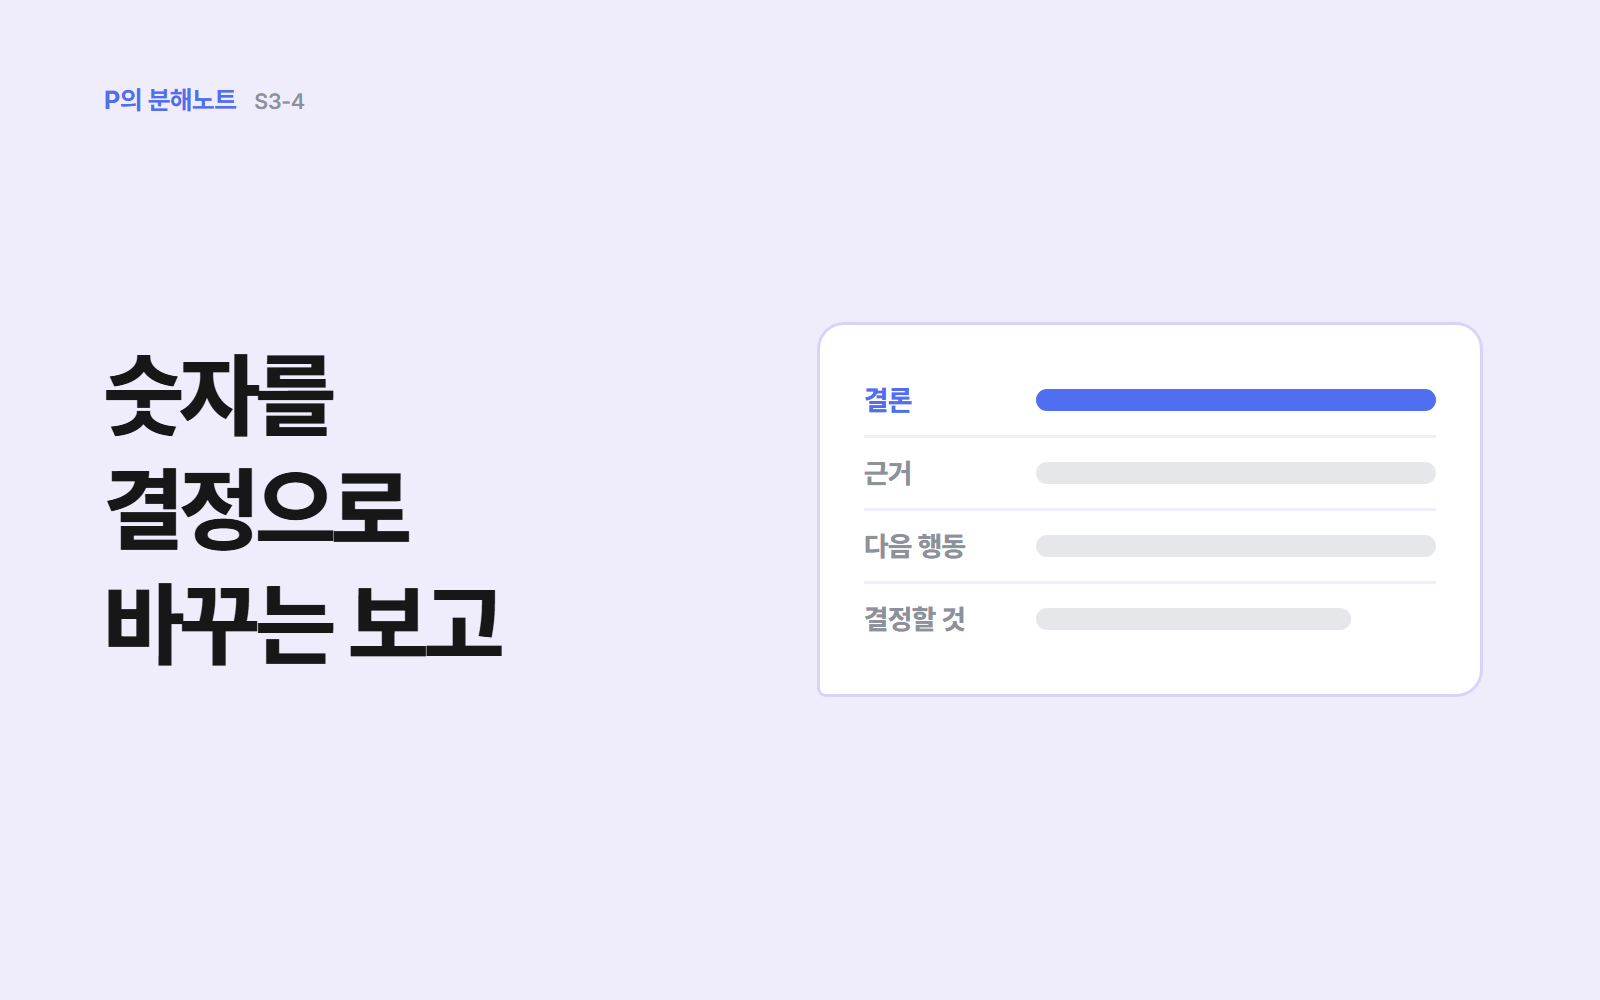 P의 분해노트 S3-4
숫자를
결정으로
바꾸는 보고
결론
근거
다음 행동
결정할 것